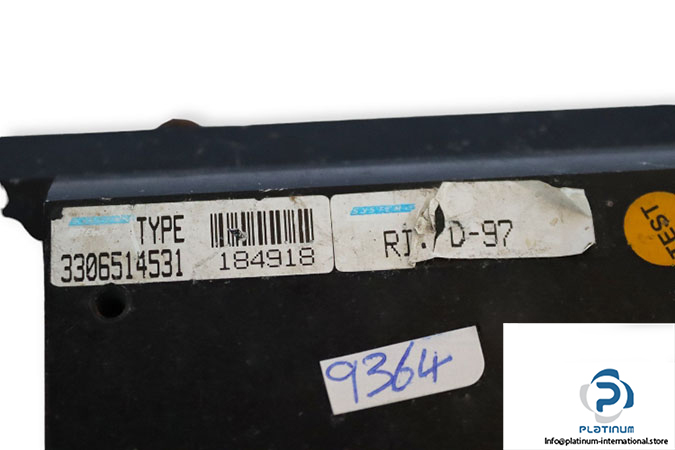 TYPE
3306514531
184918
SYSTEM
RJ. D-97
TEST
9364
PLATINUM
Info@platinum-international.store